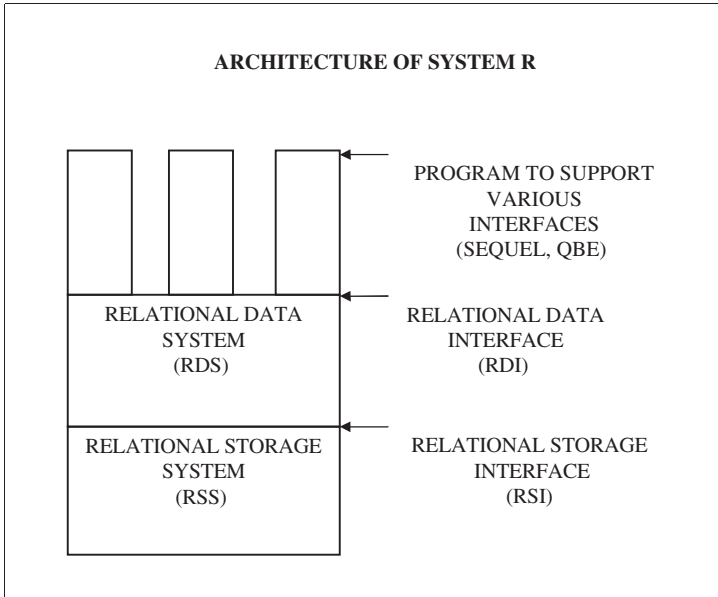 ARCHITECTURE OF SYSTEM R
PROGRAM TO SUPPORT
VARIOUS
INTERFACES
(SEQUEL, QBE)
RELATIONAL DATA
SYSTEM
(RDS)
RELATIONAL DATA
INTERFACE
(RDI)
RELATIONAL STORAGE
SYSTEM
(RSS)
RELATIONAL STORAGE
INTERFACE
(RSI)